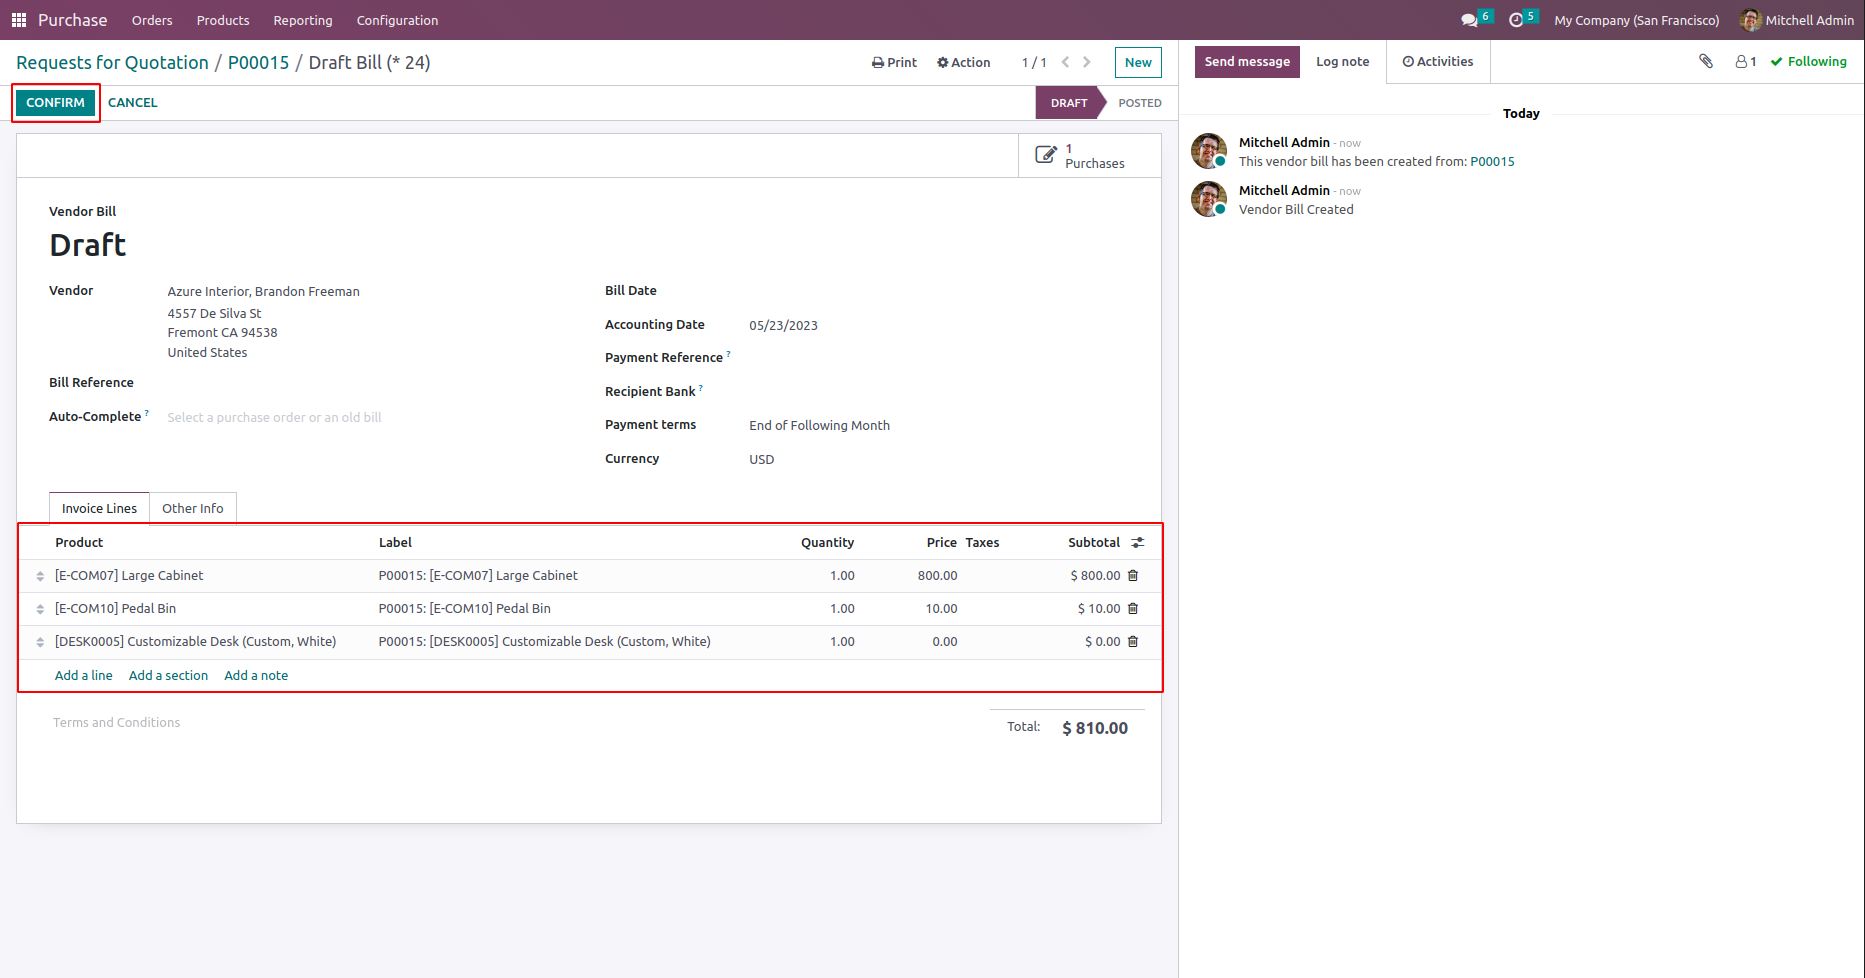 Purchase Orders Products Reporting Configuration 6 5 My Company (San Francisco) Mitchell Admin
Requests for Quotation / P00015 / Draft Bill (* 24) Print Action 1 / 1 New
CONFIRM CANCEL DRAFT POSTED
1
Purchases
Vendor Bill
Draft
Vendor Azure Interior, Brandon Freeman
4557 De Silva St
Fremont CA 94538
United States
Bill Reference
Auto-Complete ? Select a purchase order or an old bill
Bill Date
Accounting Date 05/23/2023
Payment Reference ?
Recipient Bank ?
Payment terms End of Following Month
Currency USD
Invoice Lines Other Info
Product Label Quantity Price Taxes Subtotal
[E-COM07] Large Cabinet P00015: [E-COM07] Large Cabinet 1.00 800.00 $ 800.00
[E-COM10] Pedal Bin P00015: [E-COM10] Pedal Bin 1.00 10.00 $ 10.00
[DESK0005] Customizable Desk (Custom, White) P00015: [DESK0005] Customizable Desk (Custom, White) 1.00 0.00 $ 0.00
Add a line Add a section Add a note
Terms and Conditions
Total: $ 810.00
Send message Log note Activities 1 Following
Today
Mitchell Admin - now
This vendor bill has been created from: P00015
Mitchell Admin - now
Vendor Bill Created